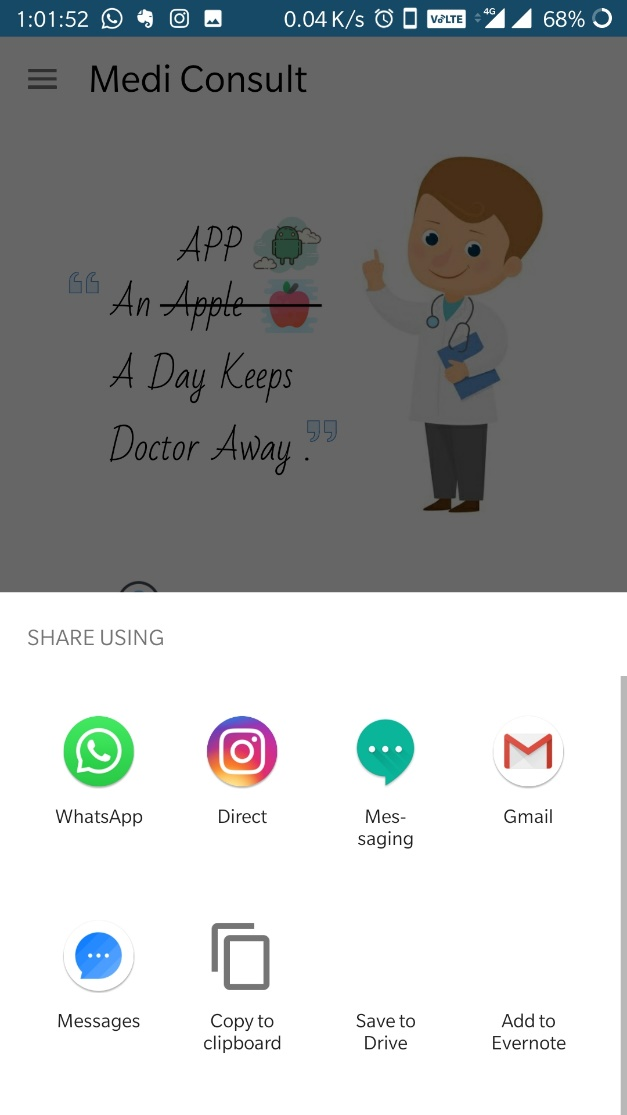 1:01:52
0.04 K/s
VoLTE
4G
68%
Medi Consult
APP
“ An Apple
A Day Keeps
Doctor Away . ”
SHARE USING
WhatsApp
Direct
Mes-
saging
Gmail
Messages
Copy to
clipboard
Save to
Drive
Add to
Evernote